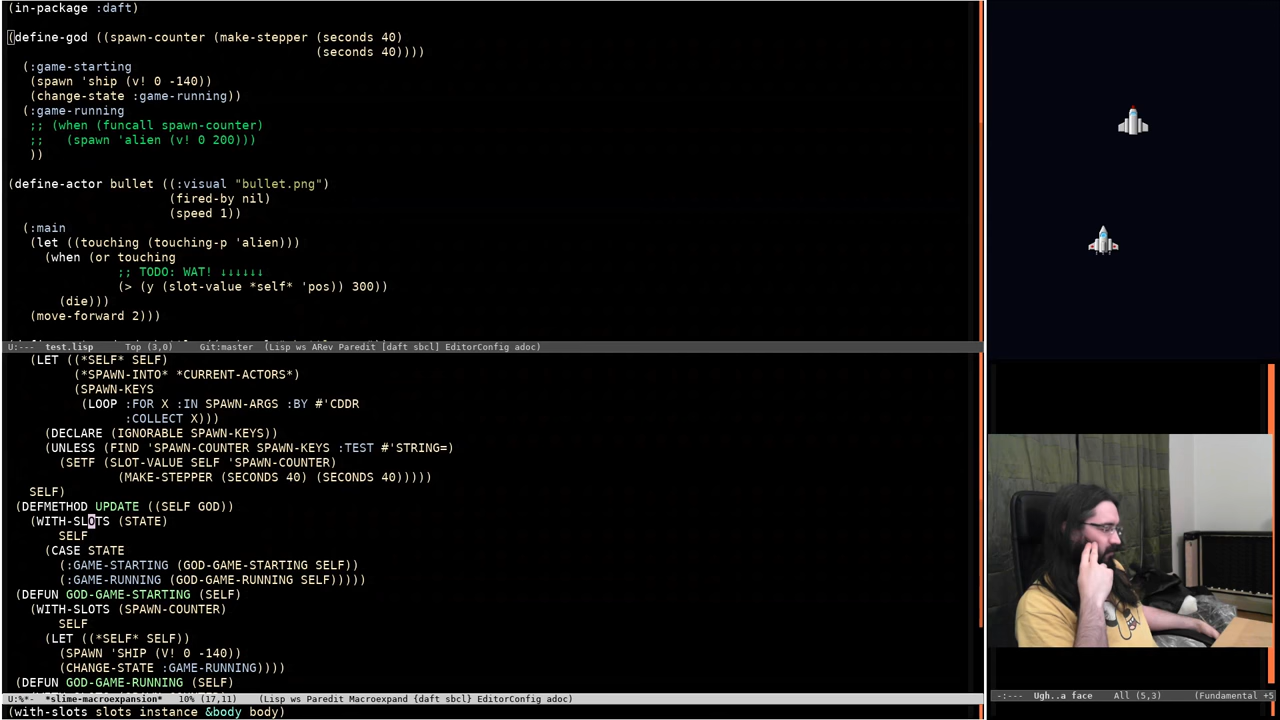 (in-package :daft)
(define-god ((spawn-counter (make-stepper (seconds 40)
(seconds 40))))
(:game-starting
(spawn 'ship (v! 0 -140))
(change-state :game-running))
(:game-running
;; (when (funcall spawn-counter)
;;   (spawn 'alien (v! 0 200)))
))
(define-actor bullet ((:visual "bullet.png")
(fired-by nil)
(speed 1))
(:main
(let ((touching (touching-p 'alien)))
(when (or touching
;; TODO: WAT! ↓↓↓↓↓↓
(> (y (slot-value *self* 'pos)) 300))
(die)))
(move-forward 2)))
U:--- test.lisp Top (3,0) Git:master {Lisp ws ARev Paredit [daft sbcl] EditorConfig adoc)
(LET ((*SELF* SELF)
(*SPAWN-INTO* *CURRENT-ACTORS*)
(SPAWN-KEYS
(LOOP :FOR X :IN SPAWN-ARGS :BY #'CDDR
:COLLECT X)))
(DECLARE (IGNORABLE SPAWN-KEYS))
(UNLESS (FIND 'SPAWN-COUNTER SPAWN-KEYS :TEST #'STRING=)
(SETF (SLOT-VALUE SELF 'SPAWN-COUNTER)
(MAKE-STEPPER (SECONDS 40) (SECONDS 40)))))
SELF)
(DEFMETHOD UPDATE ((SELF GOD))
(WITH-SLOTS (STATE)
SELF
(CASE STATE
(:GAME-STARTING (GOD-GAME-STARTING SELF))
(:GAME-RUNNING (GOD-GAME-RUNNING SELF)))))
(DEFUN GOD-GAME-STARTING (SELF)
(WITH-SLOTS (SPAWN-COUNTER)
SELF
(LET ((*SELF* SELF))
(SPAWN 'SHIP (V! 0 -140))
(CHANGE-STATE :GAME-RUNNING))))
(DEFUN GOD-GAME-RUNNING (SELF)
U:%*- *slime-macroexpansion* 10% (17,11) (Lisp ws Paredit Macroexpand {daft sbcl} EditorConfig adoc)
(with-slots slots instance &body body)
-:--- Ugh..a face All (5,3) (Fundamental +5